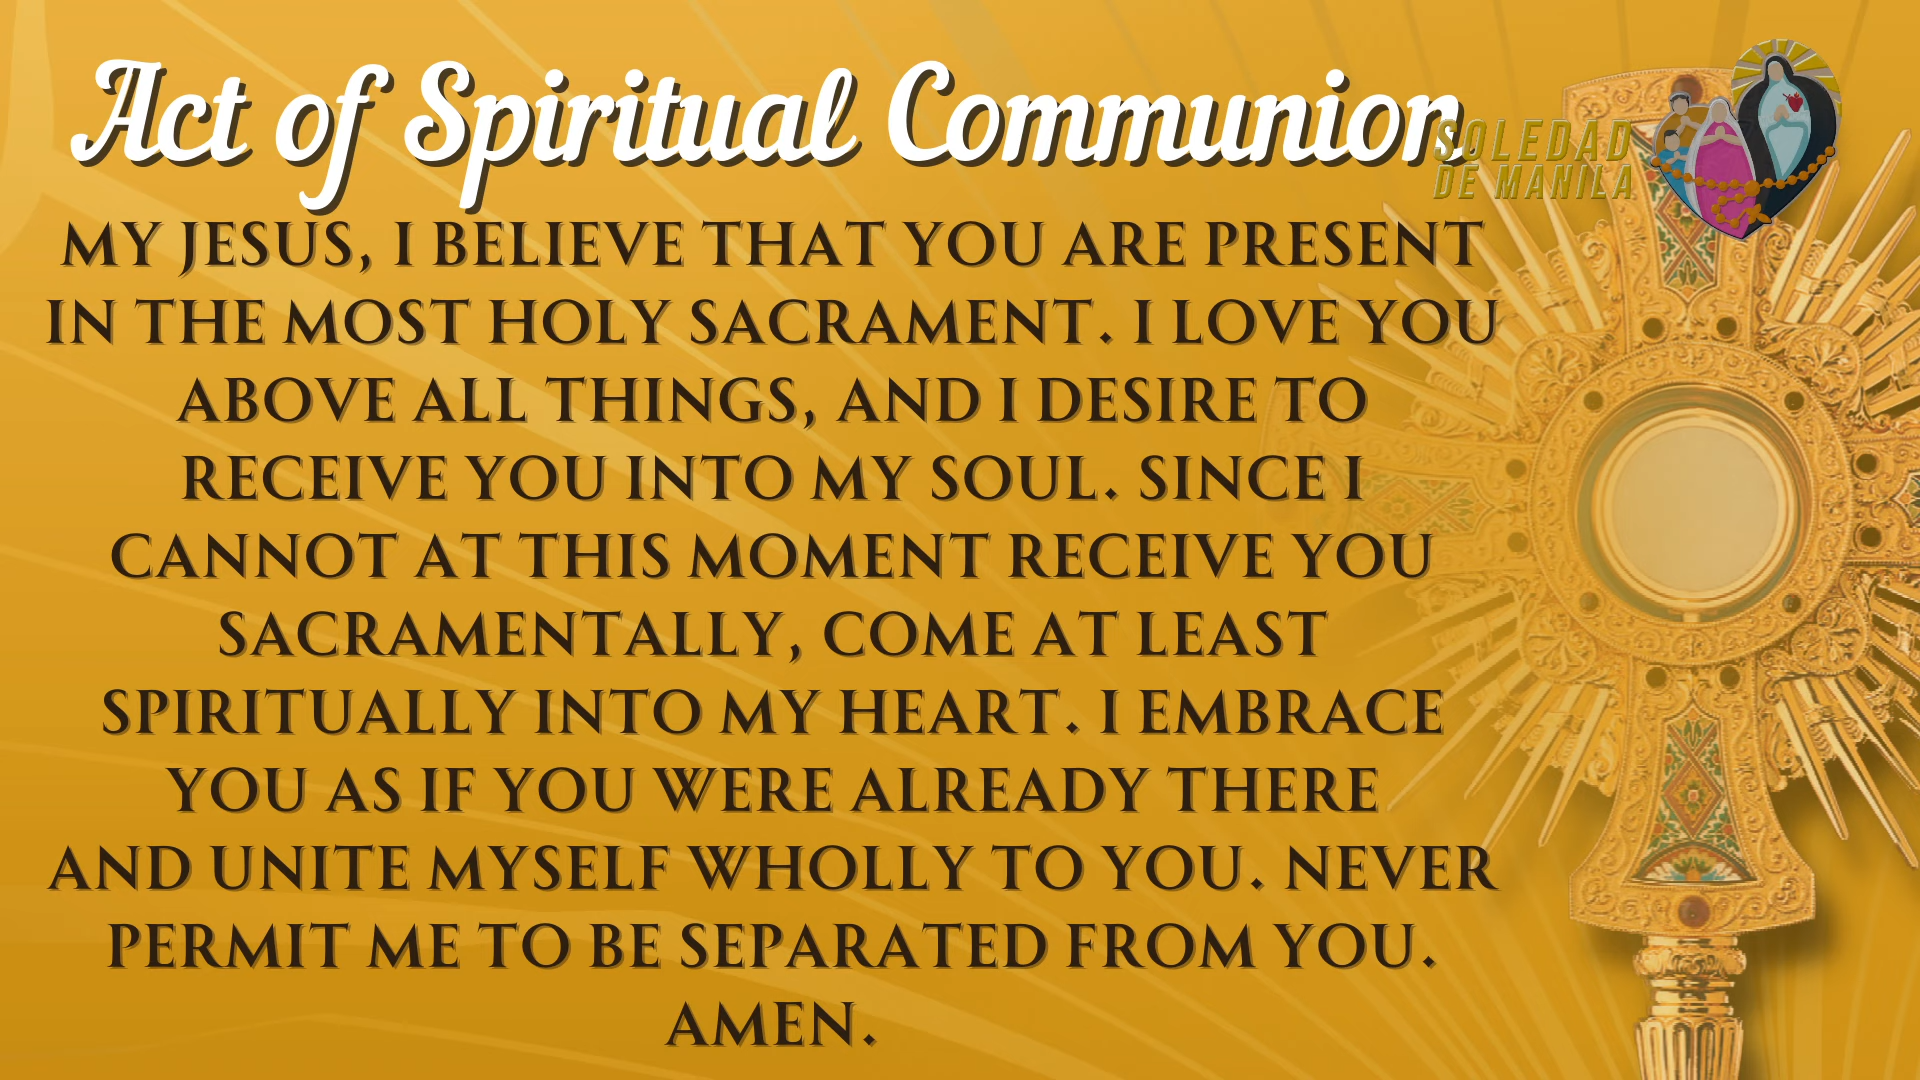 Act of Spiritual Communion
SOLEDAD
DE MANILA
MY JESUS, I BELIEVE THAT YOU ARE PRESENT
IN THE MOST HOLY SACRAMENT. I LOVE YOU
ABOVE ALL THINGS, AND I DESIRE TO
RECEIVE YOU INTO MY SOUL. SINCE I
CANNOT AT THIS MOMENT RECEIVE YOU
SACRAMENTALLY, COME AT LEAST
SPIRITUALLY INTO MY HEART. I EMBRACE
YOU AS IF YOU WERE ALREADY THERE
AND UNITE MYSELF WHOLLY TO YOU. NEVER
PERMIT ME TO BE SEPARATED FROM YOU.
AMEN.